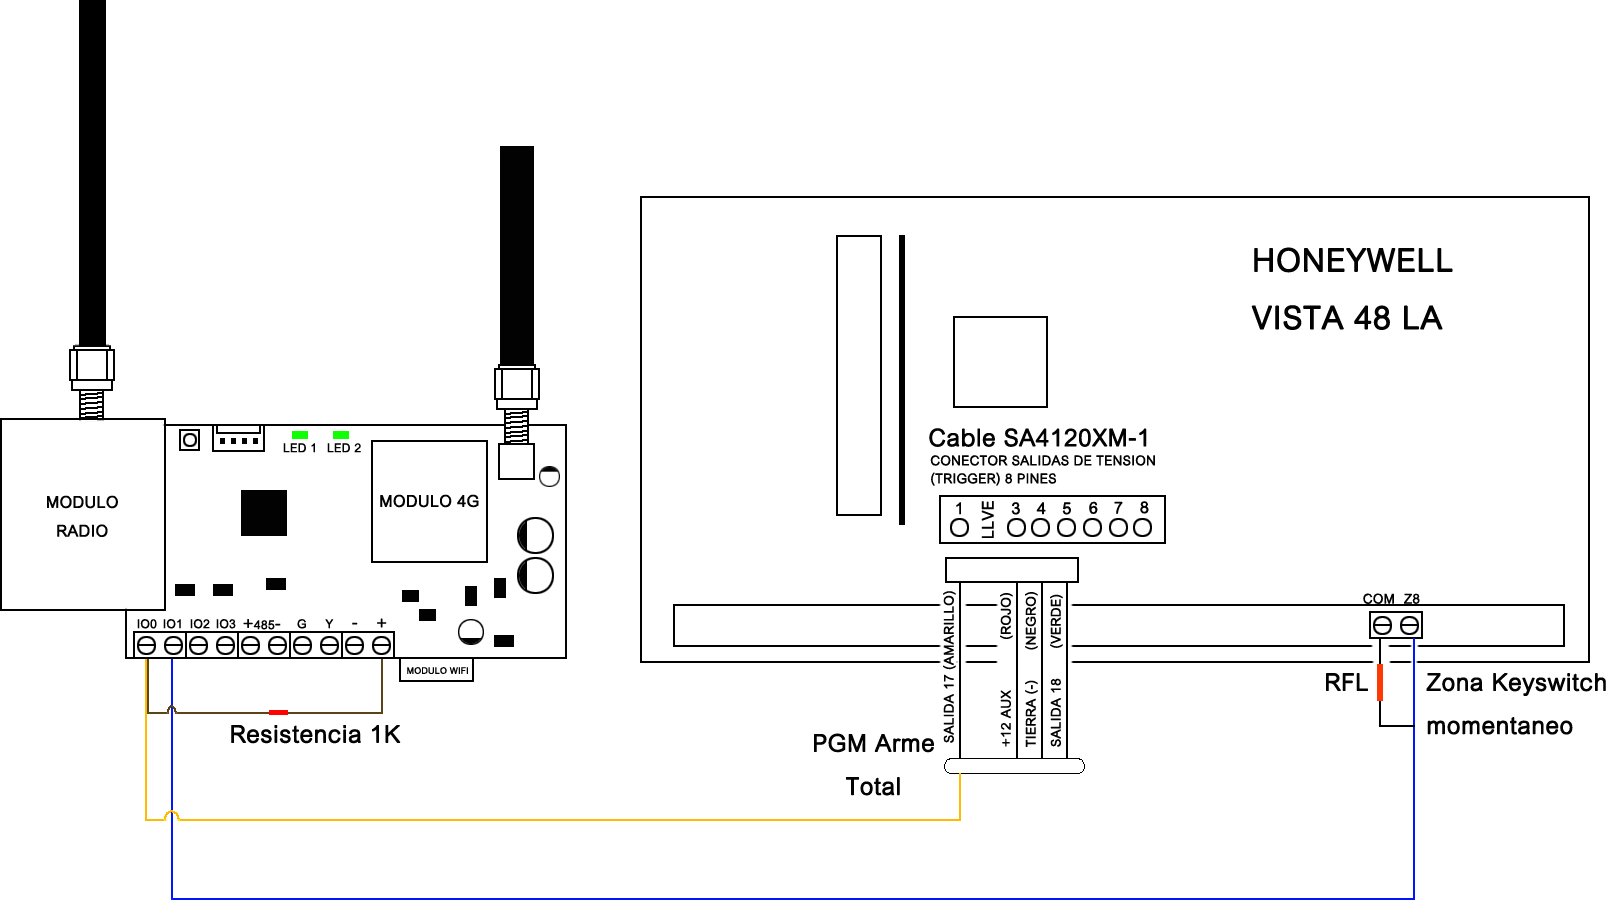 HONEYWELL
VISTA 48 LA
Cable SA4120XM-1
CONECTOR SALIDAS DE TENSION
(TRIGGER) 8 PINES
1 LLVE 3 4 5 6 7 8
LED 1 LED 2
MODULO
RADIO
MODULO 4G
IO0 IO1 IO2 IO3 +485- G Y - +
MODULO WIFI
Resistencia 1K
SALIDA 17 (AMARILLO)
+12 AUX (ROJO)
TIERRA (-) (NEGRO)
SALIDA 18 (VERDE)
PGM Arme
Total
COM Z8
RFL
Zona Keyswitch
momentaneo